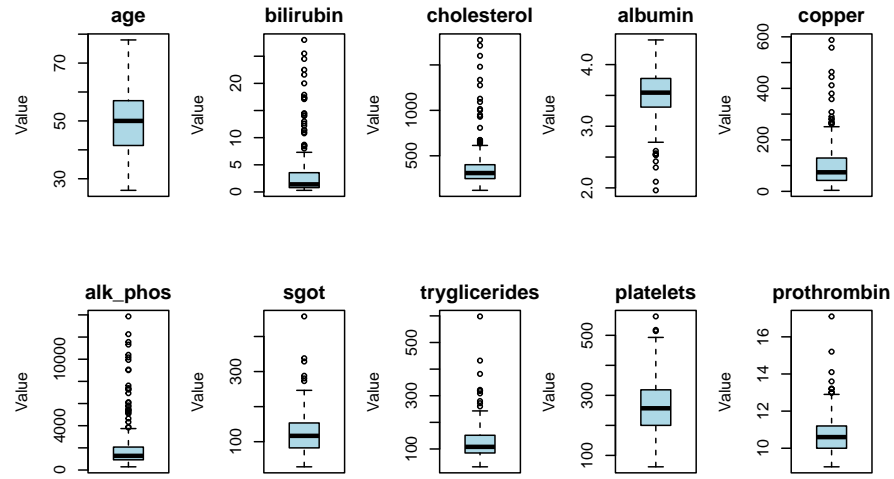 age
Value
30
50
70
bilirubin
Value
0
5
10
20
cholesterol
Value
500
1000
albumin
Value
2.0
3.0
4.0
copper
Value
0
200
400
600
alk_phos
Value
0
4000
10000
sgot
Value
100
300
tryglicerides
Value
100
300
500
platelets
Value
100
300
500
prothrombin
Value
10
12
14
16